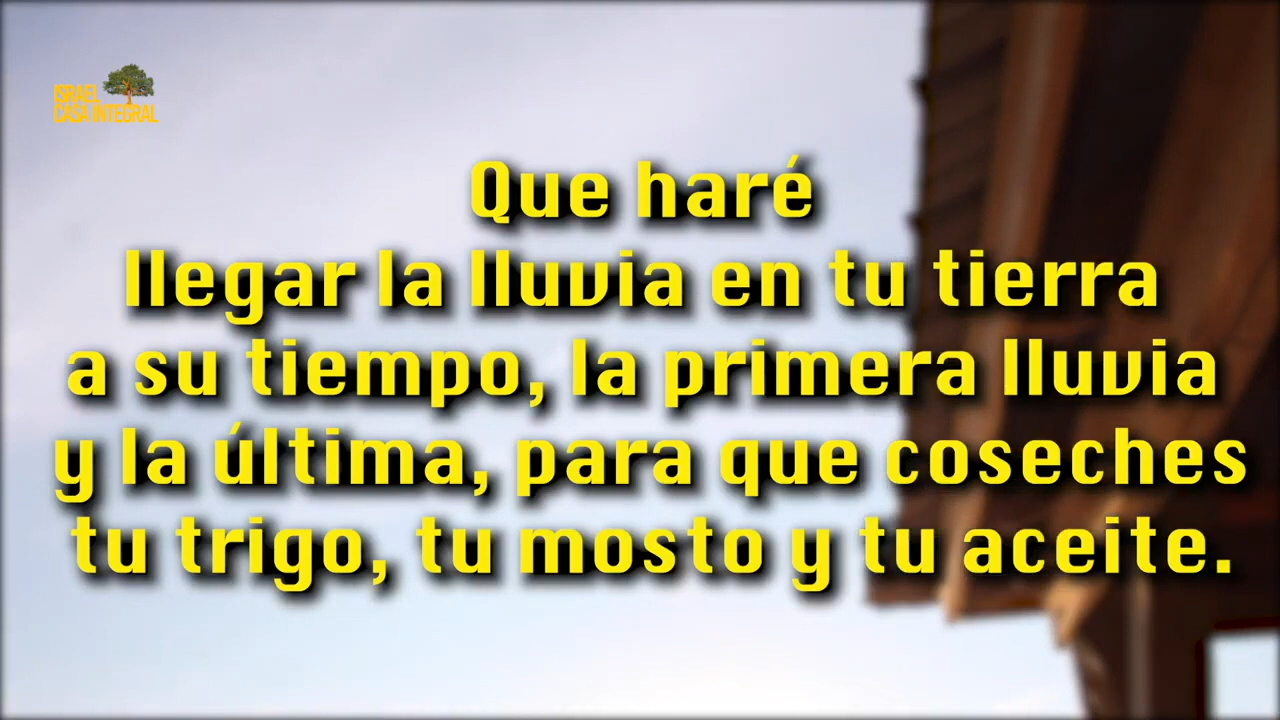 ISRAEL
CASA INTEGRAL
Que haré
llegar la lluvia en tu tierra
a su tiempo, la primera lluvia
y la última, para que coseches
tu trigo, tu mosto y tu aceite.